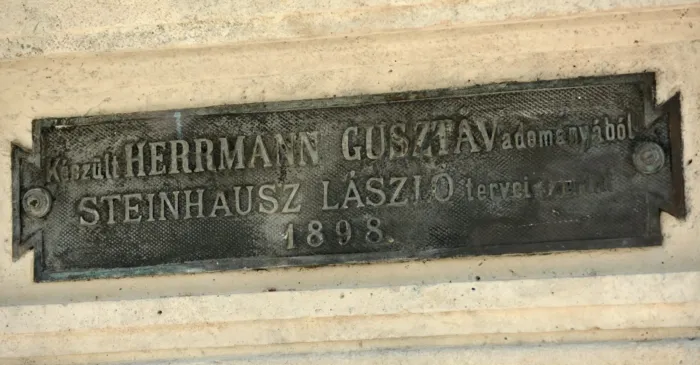 Készült HERRMANN GUSZTÁV adományából
STEINHAUSZ LÁSZLÓ tervei szerint
1898.